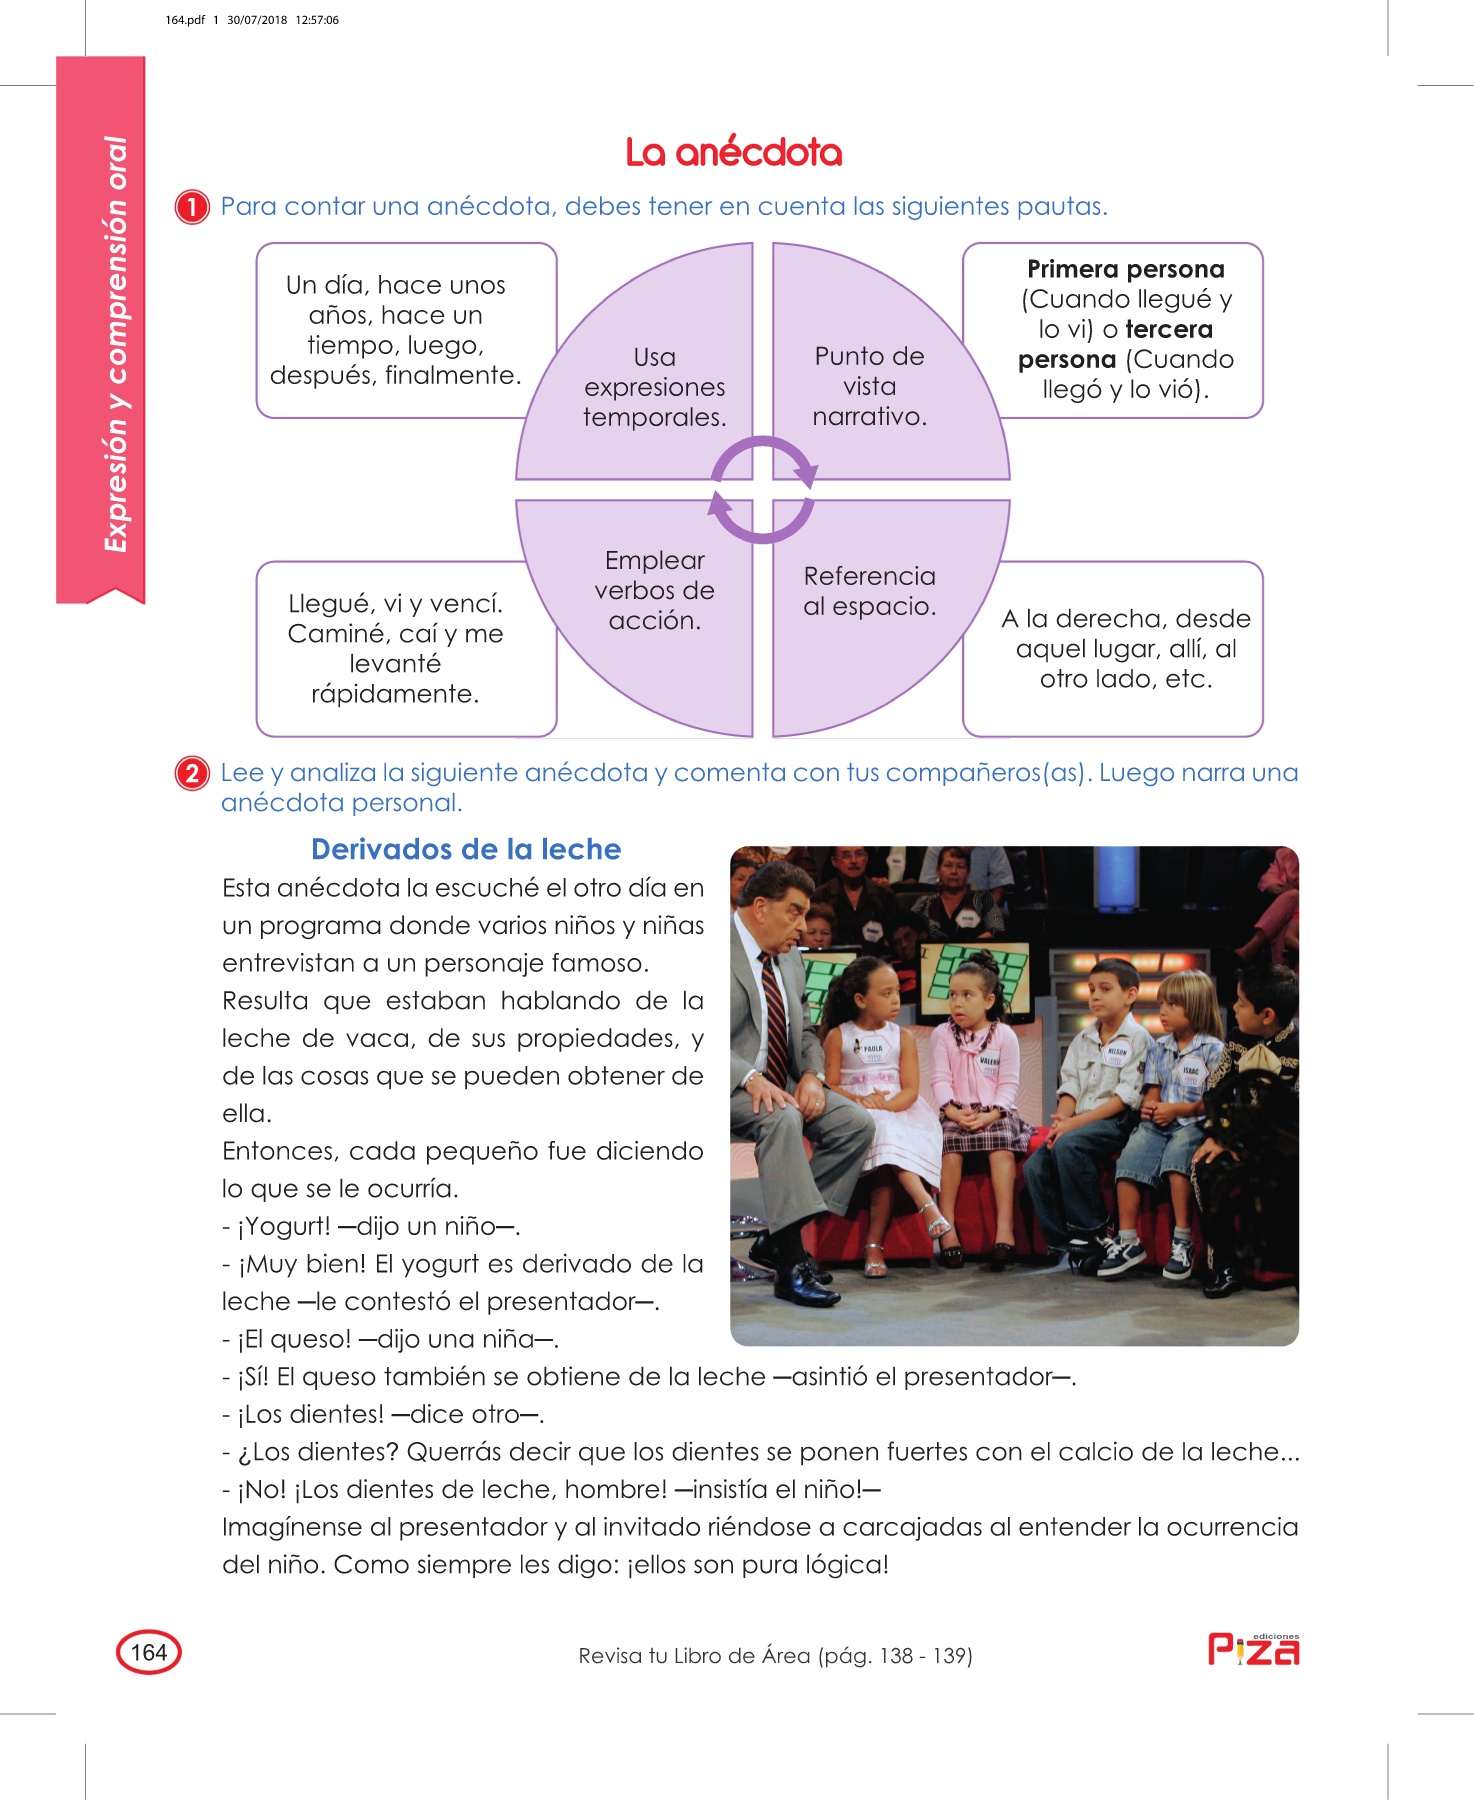 164.pdf 1 30/07/2018 12:57:06
Expresión y comprensión oral
La anécdota
1 Para contar una anécdota, debes tener en cuenta las siguientes pautas.
Un día, hace unos
años, hace un
tiempo, luego,
después, finalmente.
Usa
expresiones
temporales.
Punto de
vista
narrativo.
Primera persona
(Cuando llegué y
lo vi) o tercera
persona (Cuando
llegó y lo vió).
Llegué, vi y vencí.
Caminé, caí y me
levanté
rápidamente.
Emplear
verbos de
acción.
Referencia
al espacio.
A la derecha, desde
aquel lugar, allí, al
otro lado, etc.
2 Lee y analiza la siguiente anécdota y comenta con tus compañeros(as). Luego narra una
anécdota personal.
Derivados de la leche
Esta anécdota la escuché el otro día en
un programa donde varios niños y niñas
entrevistan a un personaje famoso.
Resulta que estaban hablando de la
leche de vaca, de sus propiedades, y
de las cosas que se pueden obtener de
ella.
Entonces, cada pequeño fue diciendo
lo que se le ocurría.
- ¡Yogurt! —dijo un niño—.
- ¡Muy bien! El yogurt es derivado de la
leche —le contestó el presentador—.
- ¡El queso! —dijo una niña—.
- ¡Sí! El queso también se obtiene de la leche —asintió el presentador—.
- ¡Los dientes! —dice otro—.
- ¿Los dientes? Querrás decir que los dientes se ponen fuertes con el calcio de la leche...
- ¡No! ¡Los dientes de leche, hombre! —insistía el niño!—
Imagínense al presentador y al invitado riéndose a carcajadas al entender la ocurrencia
del niño. Como siempre les digo: ¡ellos son pura lógica!
PAOLA
NELSON
ISAAC
164
Revisa tu Libro de Área (pág. 138 - 139)
ediciones
Piza